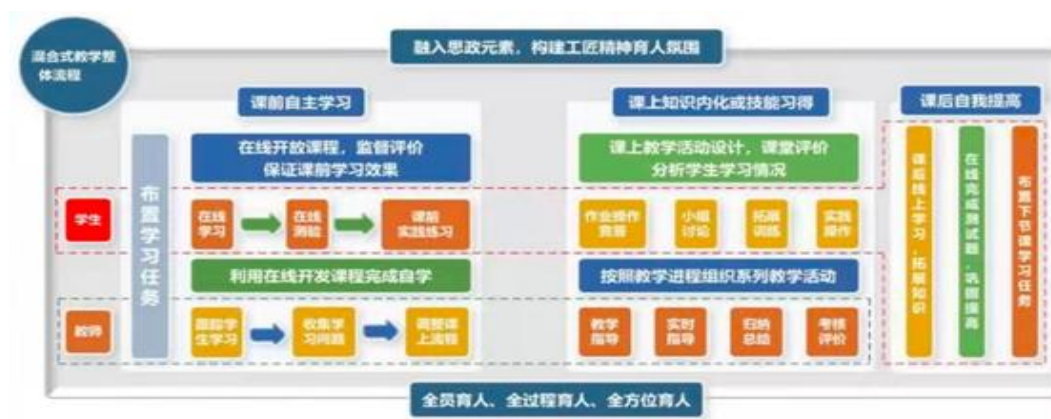 混合式教学整
体流程
融入思政元素，构建工匠精神育人氛围
课前自主学习
课上知识内化或技能习得
课后自我提高
布置学习任务
在线开放课程，监督评价
保证课前学习效果
课上教学活动设计，课堂评价
分析学生学习情况
学生
在线
学习
在线
测验
课前
实践练习
作业操作
竞答
小组
讨论
拓展
训练
实践
操作
利用在线开发课程完成自学
按照教学进程组织系列教学活动
教师
跟踪学
生学习
收集学
习问题
调整课
上流程
教学
指导
实时
指导
归纳
总结
考核
评价
课后线上学习，拓展知识
在线完成测试题，巩固提高
布置下节课学习任务
全员育人、全过程育人、全方位育人